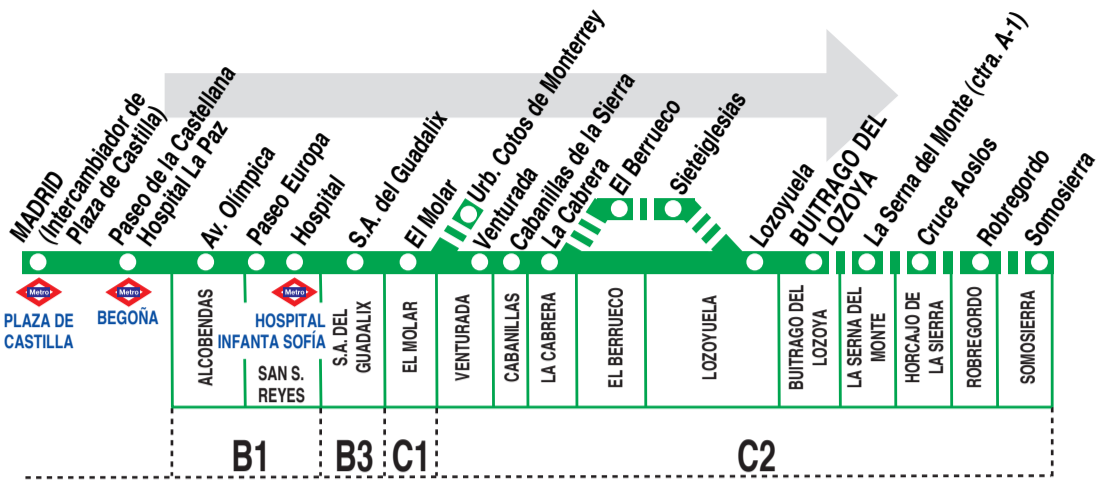 MADRID
(Intercambiador de
Plaza de Castilla)
Paseo de la Castellana
Hospital La Paz
Av. Olímpica
Paseo Europa
Hospital
S.A. del Guadalix
El Molar
Urb. Cotos de Monterrey
Venturada
Cabanillas de la Sierra
La Cabrera
El Berrueco
Sieteiglesias
Lozoyuela
BUITRAGO DEL
LOZOYA
La Serna del Monte (ctra. A-1)
Cruce Aoslos
Robregordo
Somosierra
Metro
PLAZA DE
CASTILLA
Metro
BEGOÑA
Metro
HOSPITAL
INFANTA SOFÍA
ALCOBENDAS
SAN S.
REYES
S.A. DEL
GUADALIX
EL MOLAR
VENTURADA
CABANILLAS
LA CABRERA
EL BERRUECO
LOZOYUELA
BUITRAGO DEL
LOZOYA
LA SERNA DEL
MONTE
HORCAJO DE
LA SIERRA
ROBREGORDO
SOMOSIERRA
B1
B3
C1
C2